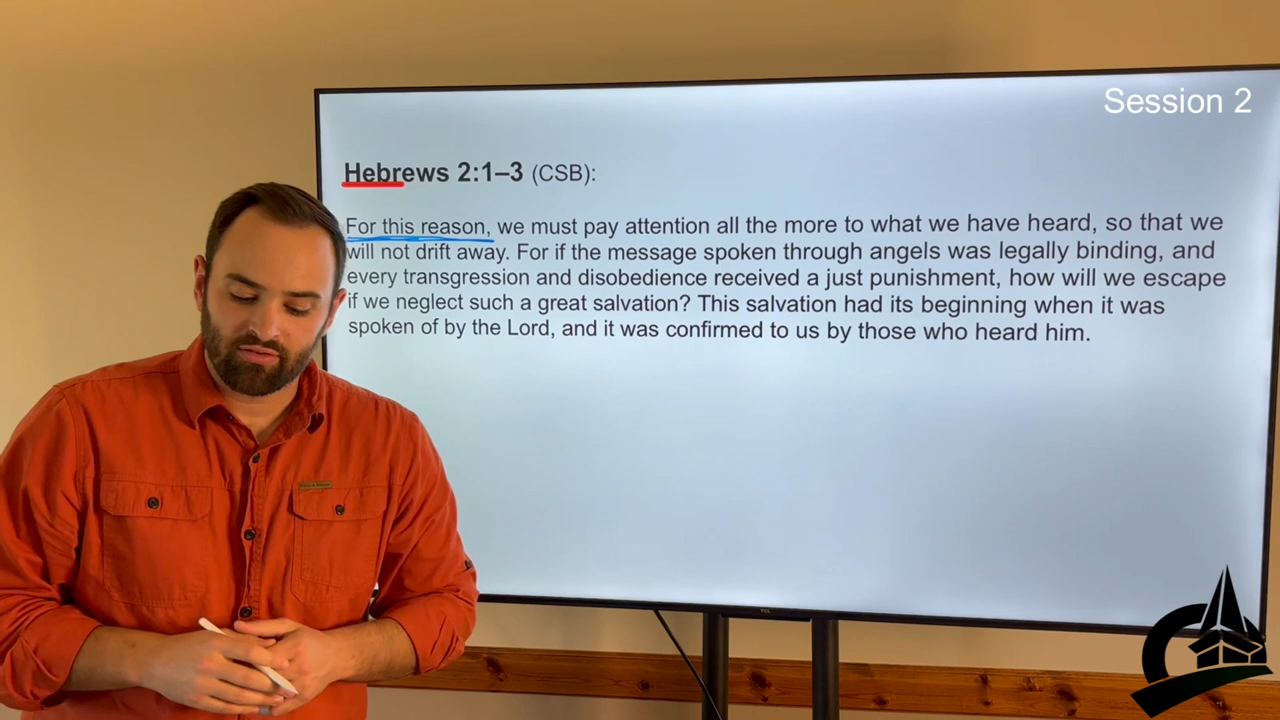 Session 2
Hebrews 2:1–3 (CSB):
For this reason, we must pay attention all the more to what we have heard, so that we
will not drift away. For if the message spoken through angels was legally binding, and
every transgression and disobedience received a just punishment, how will we escape
if we neglect such a great salvation? This salvation had its beginning when it was
spoken of by the Lord, and it was confirmed to us by those who heard him.
TCL